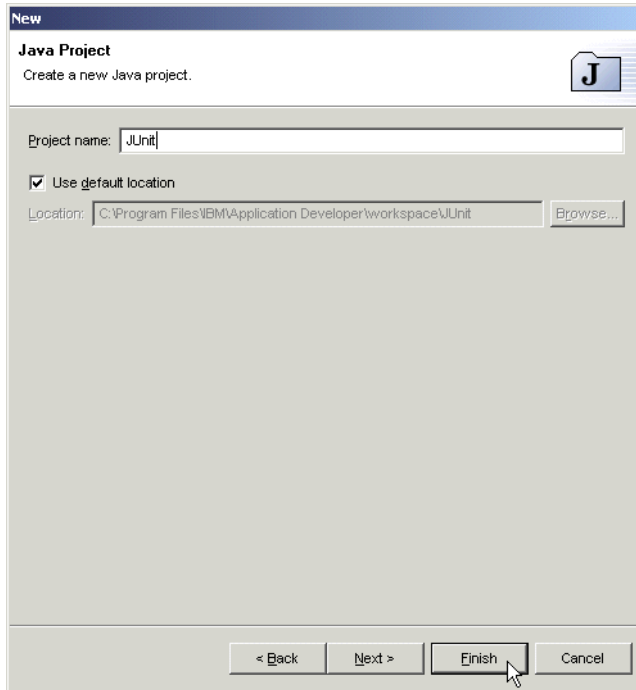 New
Java Project
Create a new Java project.
J
Project name: JUnit
Use default location
Location: C:\Program Files\IBM\Application Developer\workspace\JUnit Browse...
< Back Next > Finish Cancel